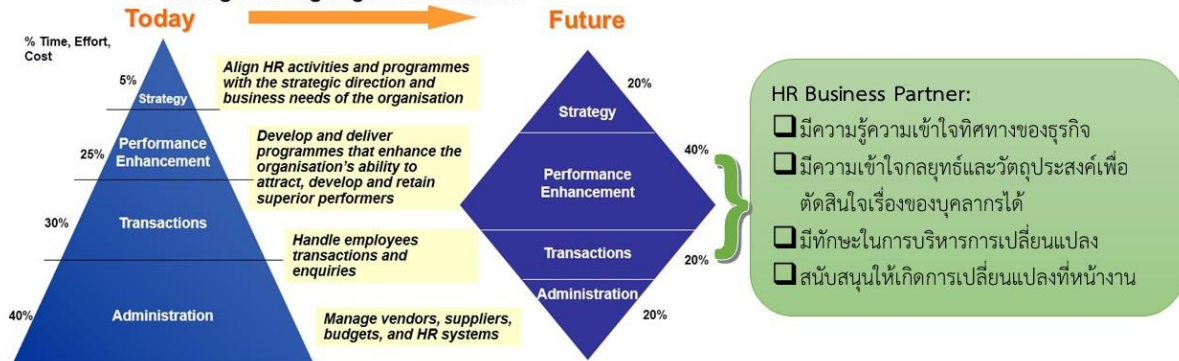 Today
Future
% Time, Effort,
Cost
5%
Strategy
25%
Performance
Enhancement
30%
Transactions
40%
Administration
Align HR activities and programmes
with the strategic direction and
business needs of the organisation
Develop and deliver
programmes that enhance the
organisation's ability to
attract, develop and retain
superior performers
Handle employees
transactions and
enquiries
Manage vendors, suppliers,
budgets, and HR systems
20%
Strategy
40%
Performance
Enhancement
Transactions
20%
Administration
20%
HR Business Partner:
มีความรู้ความเข้าใจทิศทางของธุรกิจ
มีความเข้าใจกลยุทธ์และวัตถุประสงค์เพื่อ
ตัดสินใจเรื่องของบุคลากรได้
มีทักษะในการบริหารการเปลี่ยนแปลง
สนับสนุนให้เกิดการเปลี่ยนแปลงที่หน้างาน